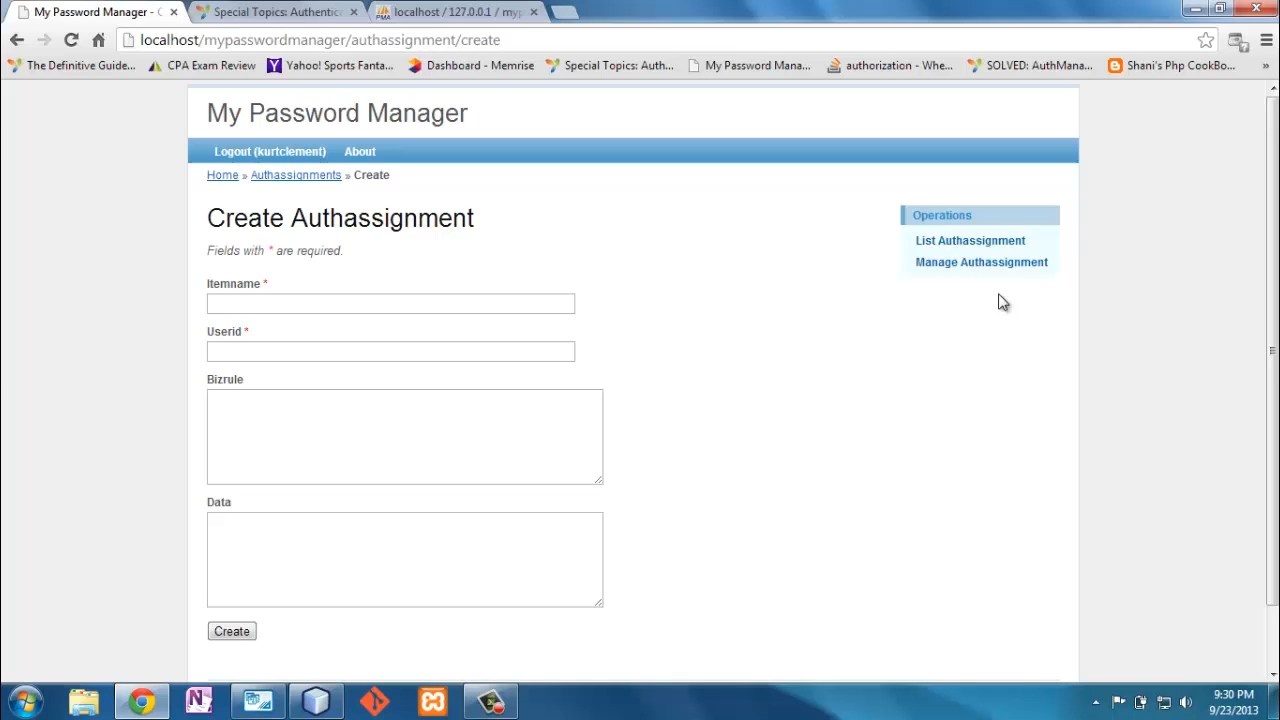 My Password Manager - C
Special Topics: Authentic
localhost / 127.0.0.1 / myp
localhost/mypasswordmanager/authassignment/create
The Definitive Guide...
CPA Exam Review
Yahoo! Sports Fanta...
Dashboard - Memrise
Special Topics: Auth...
My Password Mana...
authorization - Whe...
SOLVED: AuthMana...
Shani's Php CookBo...
»
My Password Manager
Logout (kurtclement) About
Home » Authassignments » Create
Create Authassignment
Fields with * are required.
Itemname *
Userid *
Bizrule
Data
Create
Operations
List Authassignment
Manage Authassignment
9:30 PM
9/23/2013